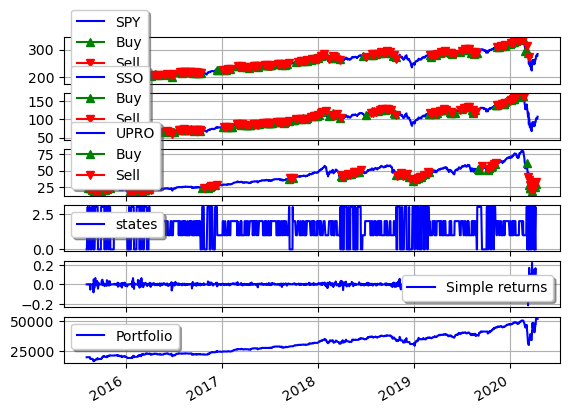 SPY
Buy
Sell
300
200
SSO
Buy
Sell
150
100
50
UPRO
Buy
Sell
75
50
25
states
2.5
0.0
Simple returns
0.2
0.0
−0.2
Portfolio
50000
25000
2016
2017
2018
2019
2020